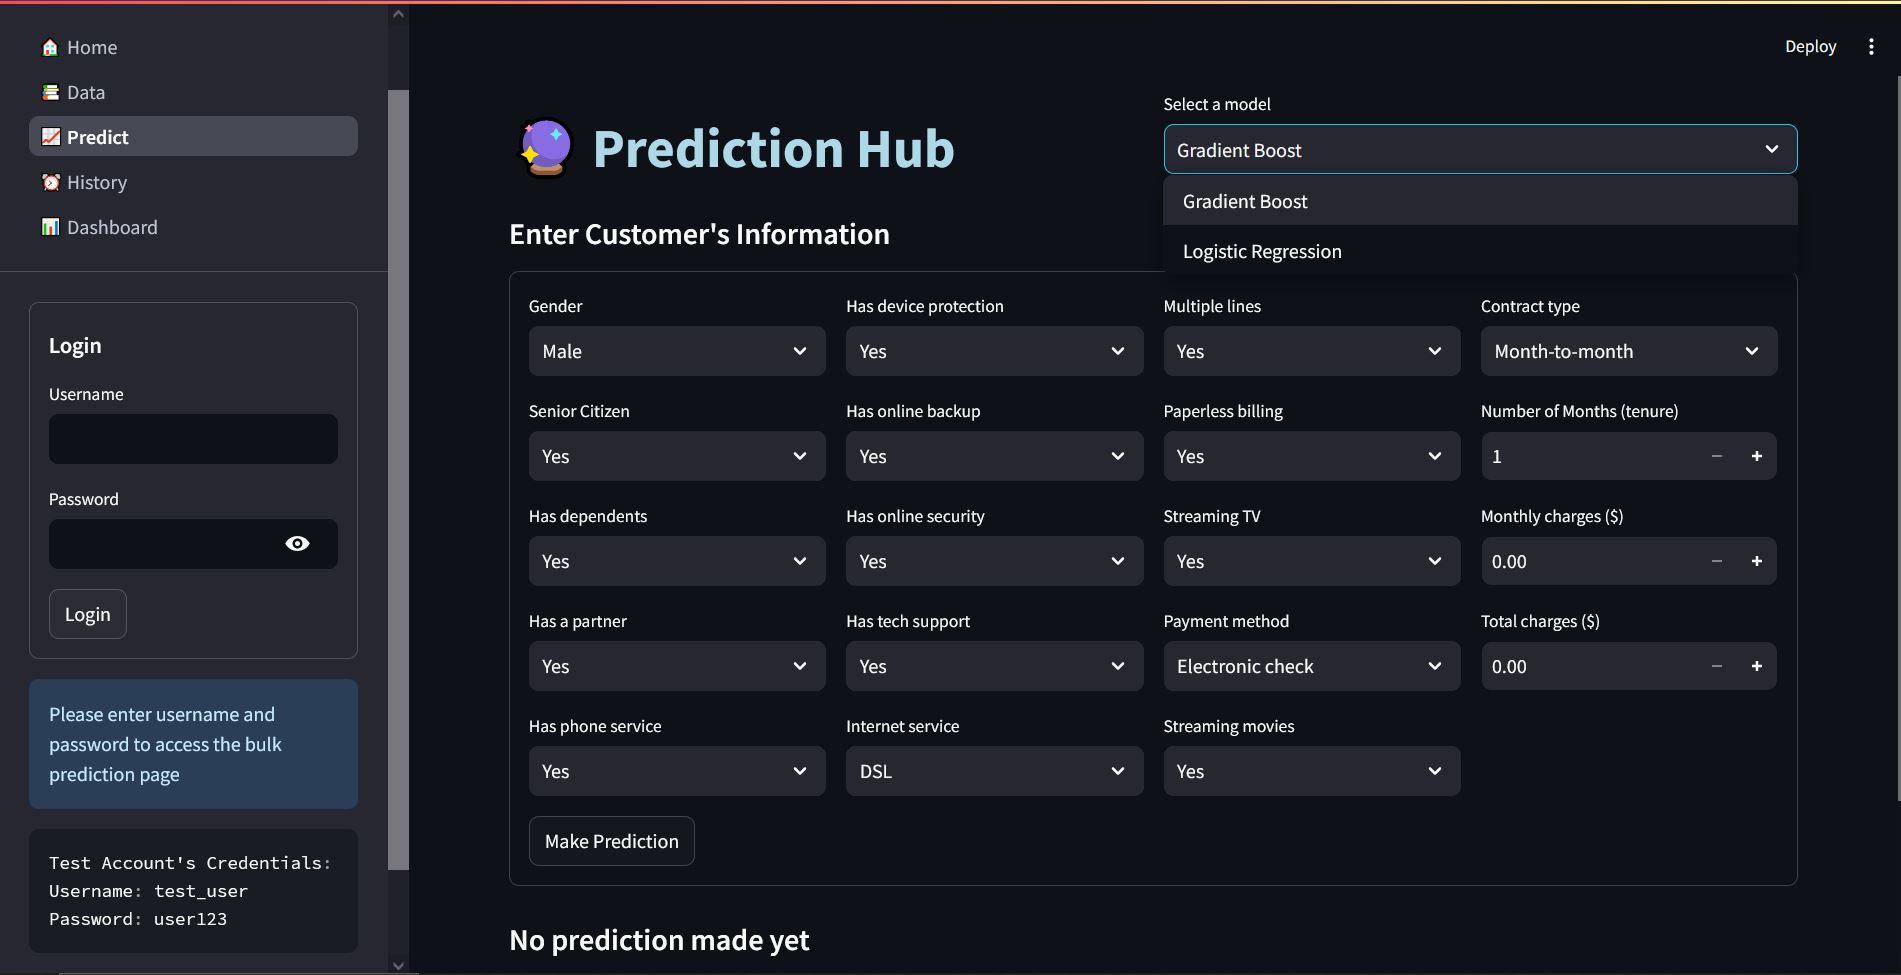 Home
Data
Predict
History
Dashboard
Login
Username
Password
Login
Please enter username and
password to access the bulk
prediction page
Test Account's Credentials:
Username: test_user
Password: user123
Deploy
Prediction Hub
Select a model
Gradient Boost
Gradient Boost
Logistic Regression
Enter Customer's Information
Gender
Male
Has device protection
Yes
Multiple lines
Yes
Contract type
Month-to-month
Senior Citizen
Yes
Has online backup
Yes
Paperless billing
Yes
Number of Months (tenure)
1
Has dependents
Yes
Has online security
Yes
Streaming TV
Yes
Monthly charges ($)
0.00
Has a partner
Yes
Has tech support
Yes
Payment method
Electronic check
Total charges ($)
0.00
Has phone service
Yes
Internet service
DSL
Streaming movies
Yes
Make Prediction
No prediction made yet